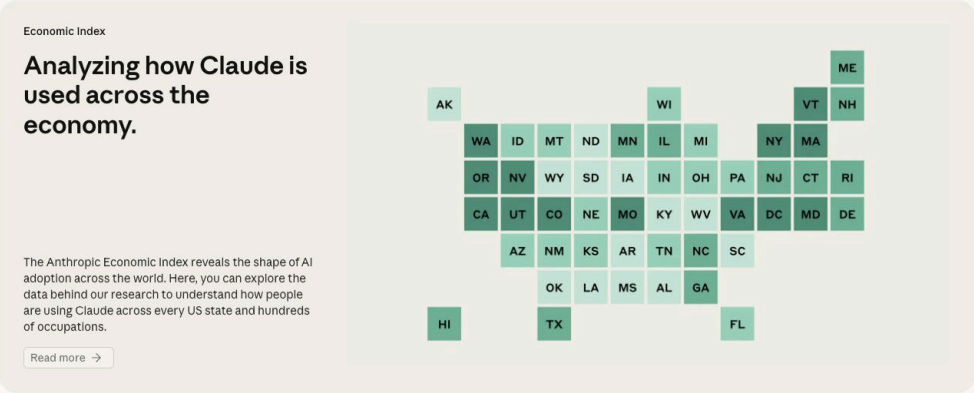 Economic Index
Analyzing how Claude is
used across the
economy.
The Anthropic Economic Index reveals the shape of AI
adoption across the world. Here, you can explore the
data behind our research to understand how people
are using Claude across every US state and hundreds
of occupations.
Read more →
ME
AK WI VT NH
WA ID MT ND MN IL MI NY MA
OR NV WY SD IA IN OH PA NJ CT RI
CA UT CO NE MO KY WV VA DC MD DE
AZ NM KS AR TN NC SC
OK LA MS AL GA
HI TX FL